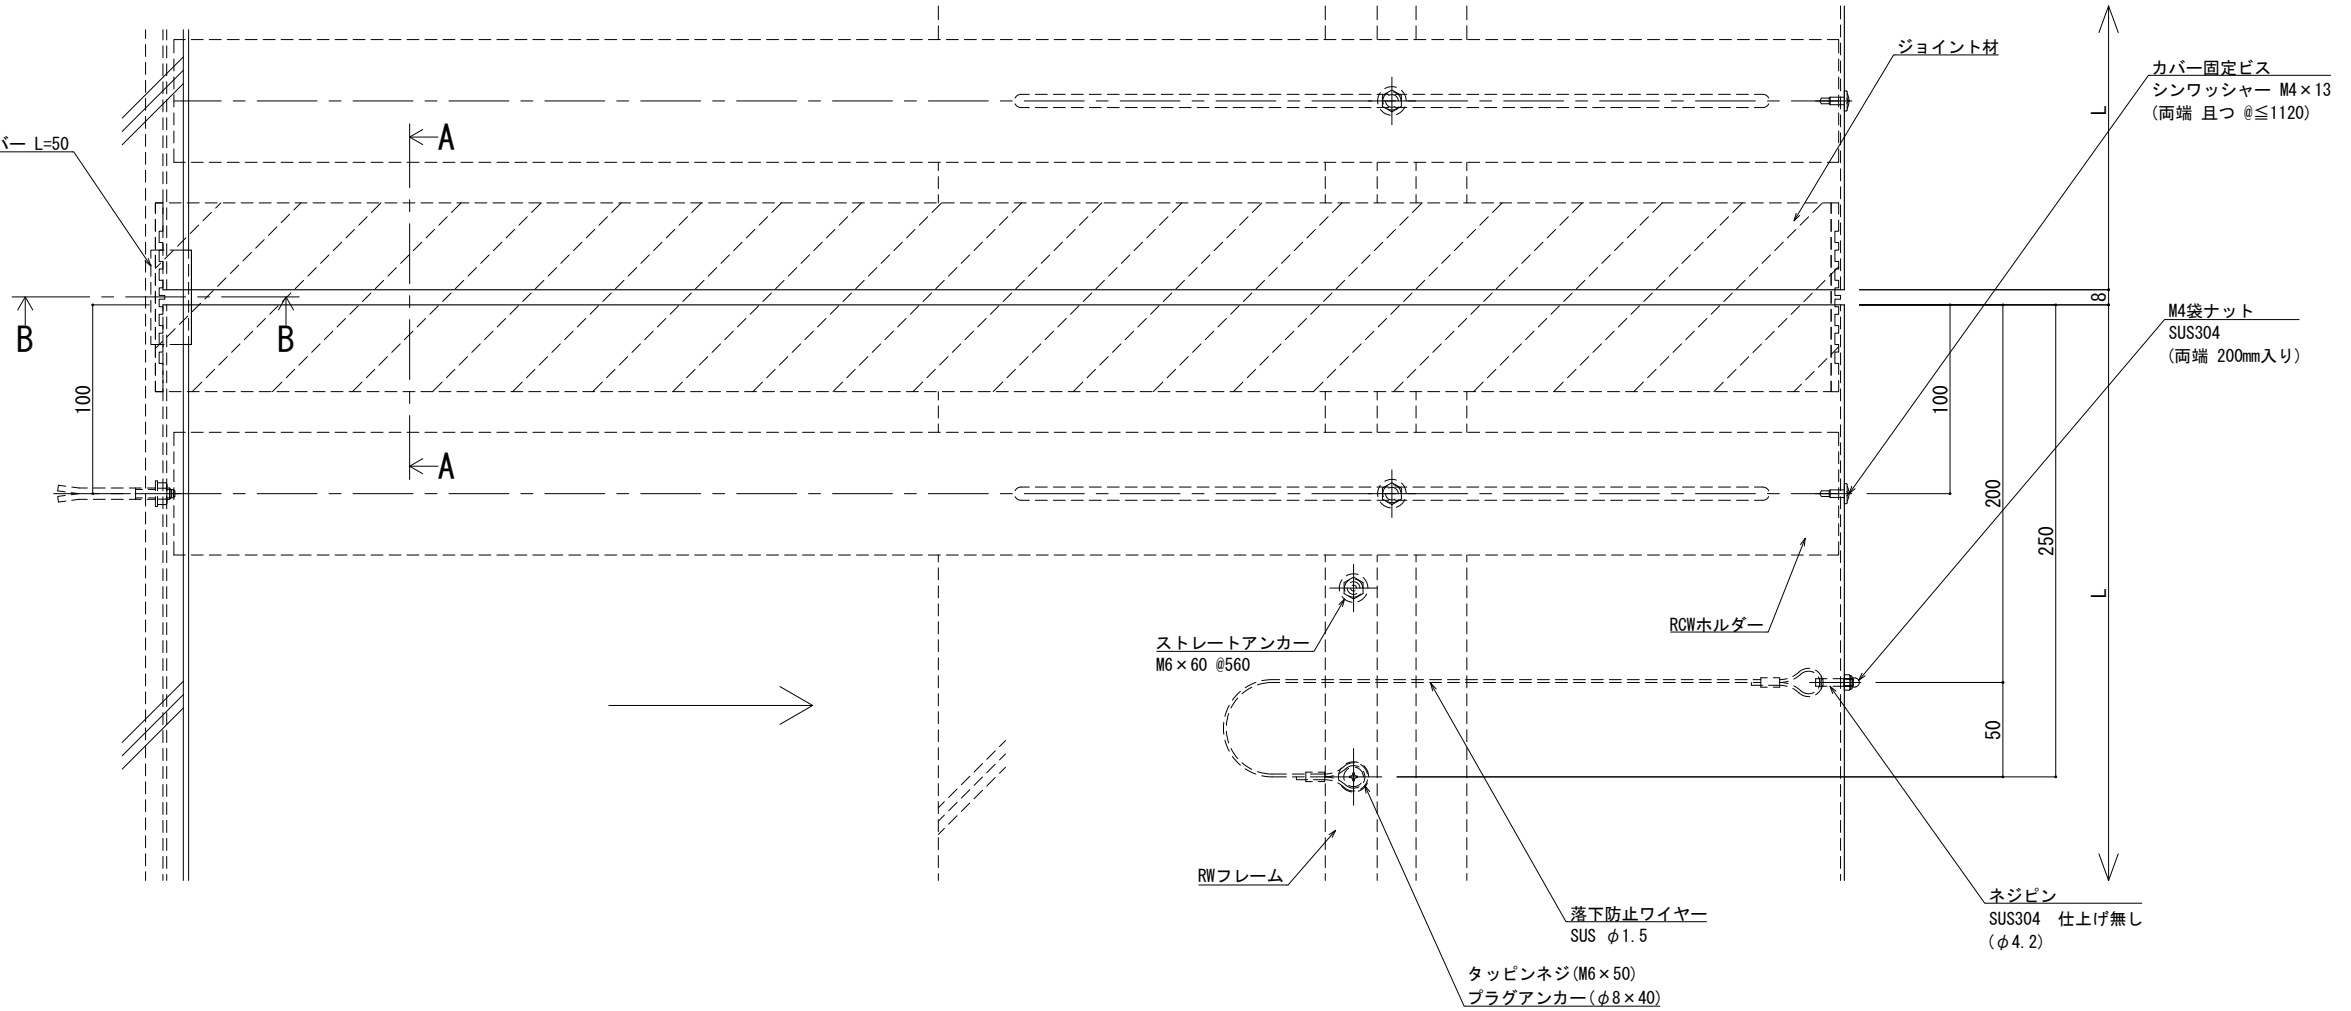 ジョイント材
カバー固定ビス
シンワッシャー M4×13
(両端 且つ @≦1120)
L
A
バー L=50
8
M4袋ナット
SUS304
(両端 200mm入り)
B
B
100
100
A
200
250
L
ストレートアンカー
M6×60 @560
RCWホルダー
50
RWフレーム
ネジピン
SUS304 仕上げ無し
(φ4.2)
落下防止ワイヤー
SUS φ1.5
タッピンネジ(M6×50)
プラグアンカー(φ8×40)